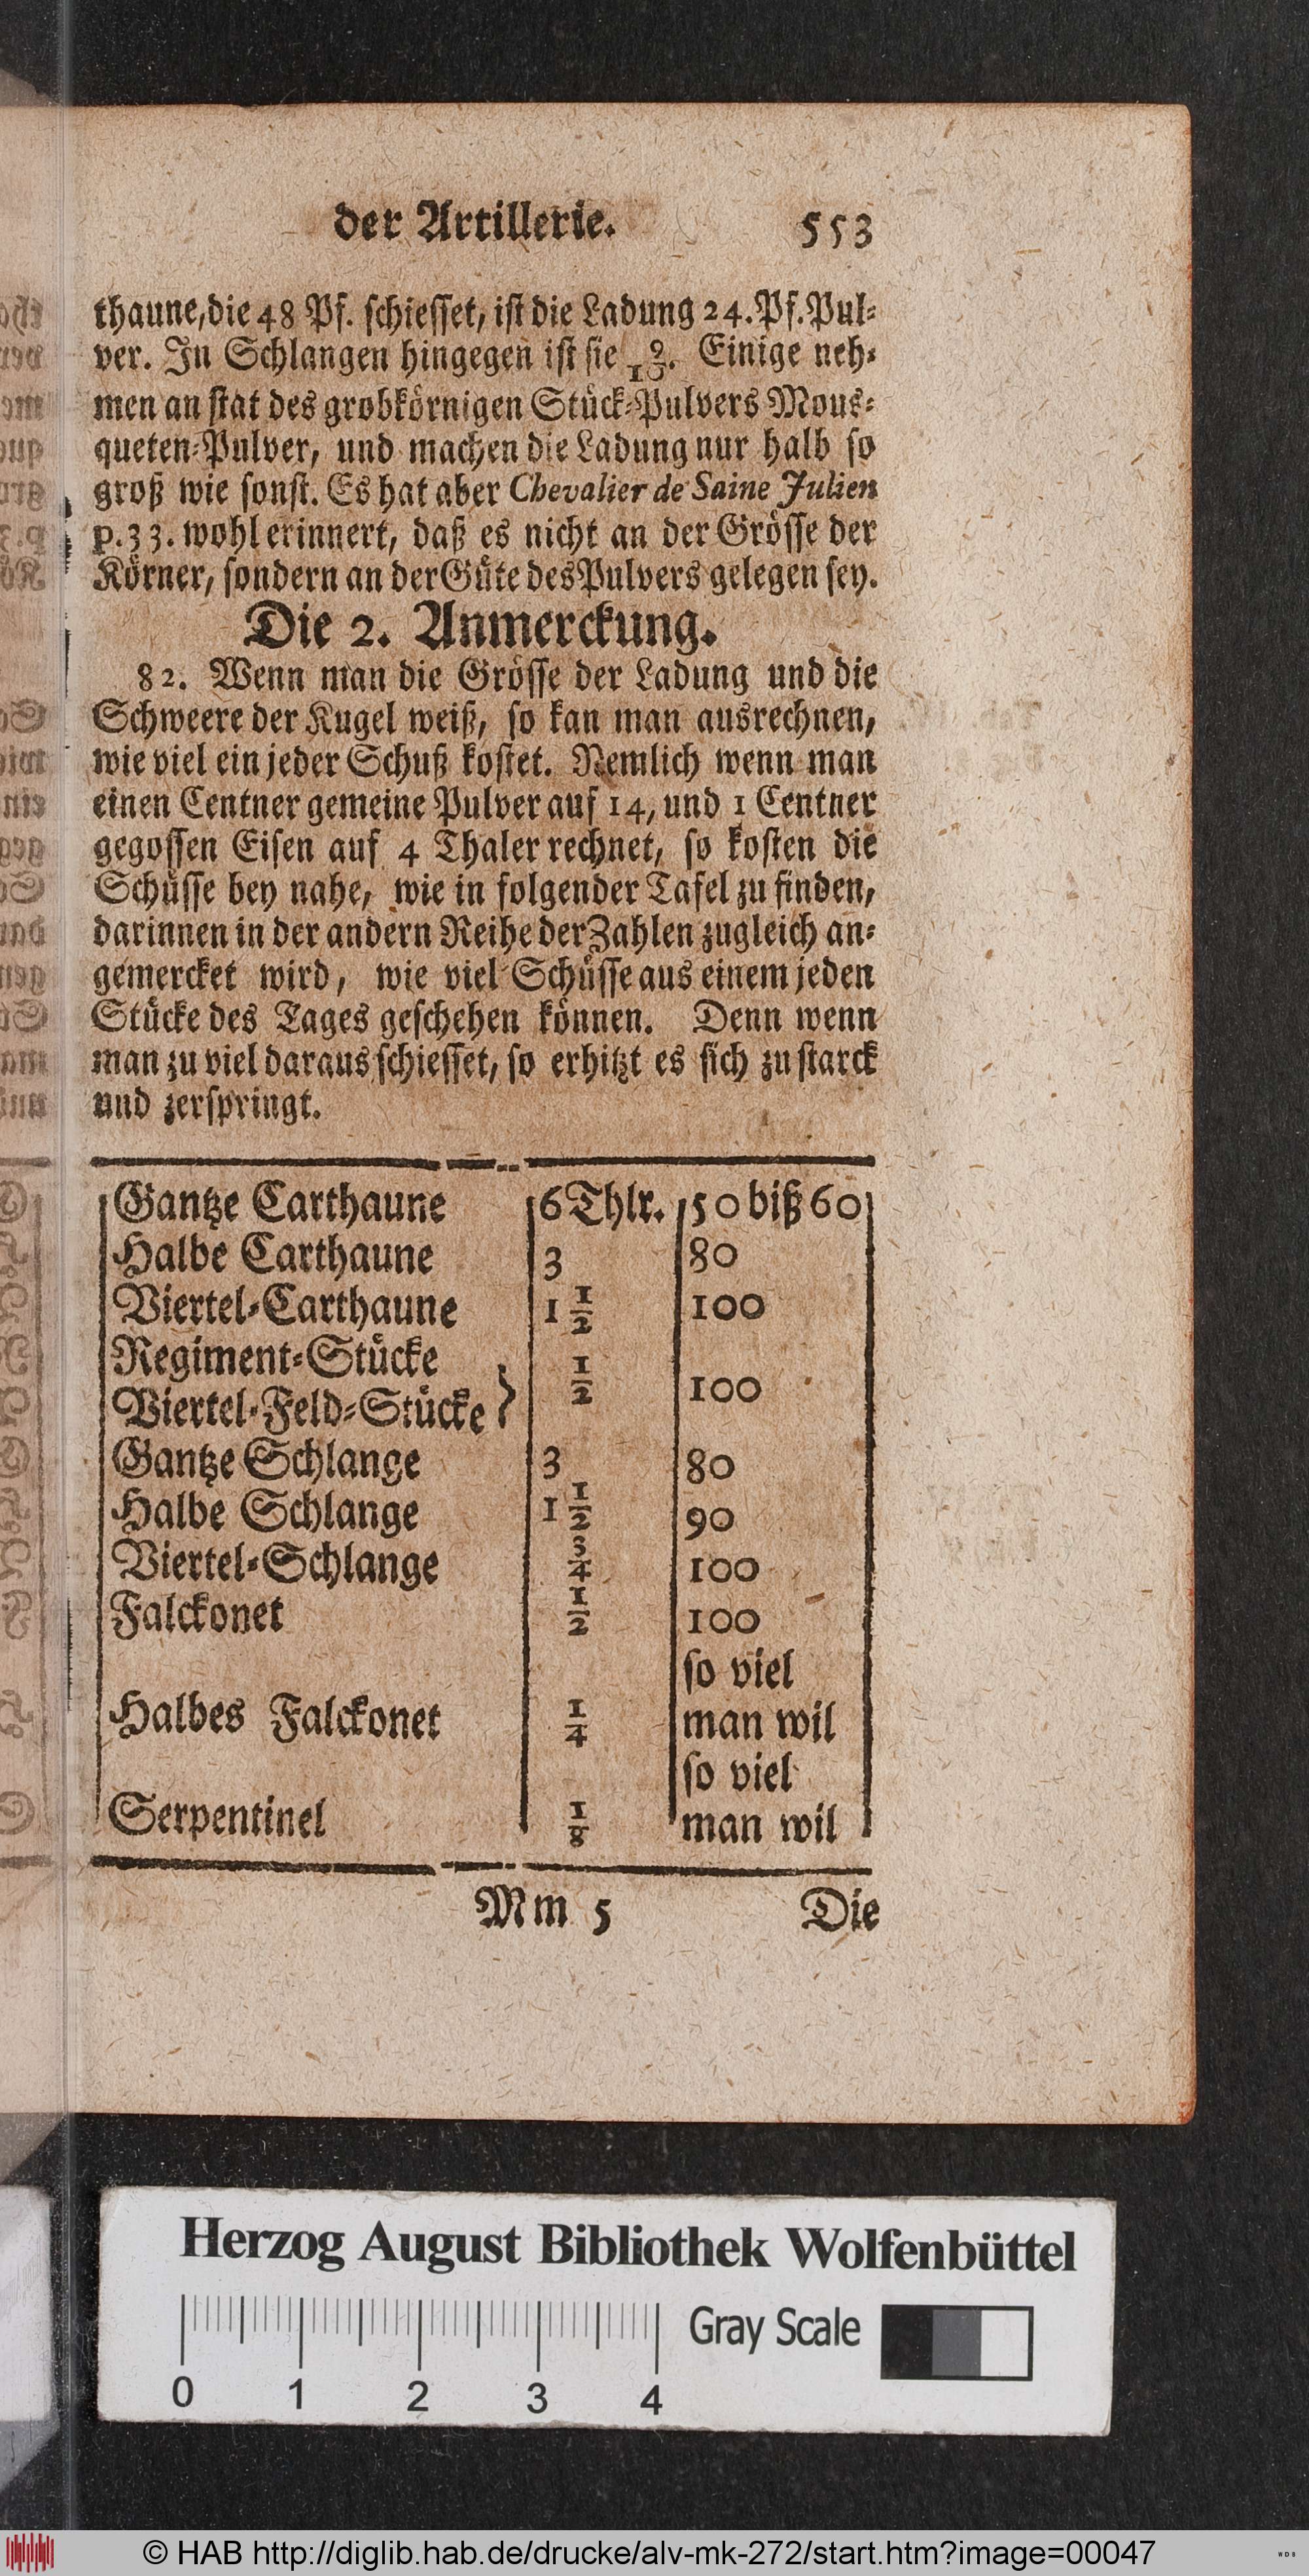 der Artillerie. 553
thaune, die 48 Pf. schiesset, ist die Ladung 24. Pf. Pul-
ver. In Schlangen hingegen ist sie 9/10. Einige neh-
men an stat des grobkörnigen Stück-Pulvers Mous-
queten-Pulver, und machen die Ladung nur halb so
groß wie sonst. Es hat aber Chevalier de Saine Julien
p. 33. wohl erinnert, daß es nicht an der Grösse der
Körner, sondern an der Güte des Pulvers gelegen sey.
Die 2. Anmerckung.
82. Wenn man die Grösse der Ladung und die
Schweere der Kugel weiß, so kan man ausrechnen,
wie viel ein jeder Schuß kostet. Nemlich wenn man
einen Centner gemeine Pulver auf 14, und 1 Centner
gegossen Eisen auf 4 Thaler rechnet, so kosten die
Schüsse bey nahe, wie in folgender Tafel zu finden,
darinnen in der andern Reihe der Zahlen zugleich an-
gemercket wird, wie viel Schüsse aus einem jeden
Stücke des Tages geschehen können. Denn wenn
man zu viel daraus schiesset, so erhitzt es sich zu starck
und zerspringt.
Gantze Carthaune 6 Thlr. 50 biß 60
Halbe Carthaune 3 80
Viertel-Carthaune 1 1/2 100
Regiment-Stücke
Viertel-Feld-Stücke } 1/2 100
Gantze Schlange 3 80
Halbe Schlange 1 1/2 90
Viertel-Schlange 3/4 100
Falckonet 1/2 100
so viel
Halbes Falckonet 1/4 man wil
so viel
Serpentinel 1/8 man wil
Mm 5 Die
Herzog August Bibliothek Wolfenbüttel
Gray Scale
0 1 2 3 4
© HAB http://diglib.hab.de/drucke/alv-mk-272/start.htm?image=00047